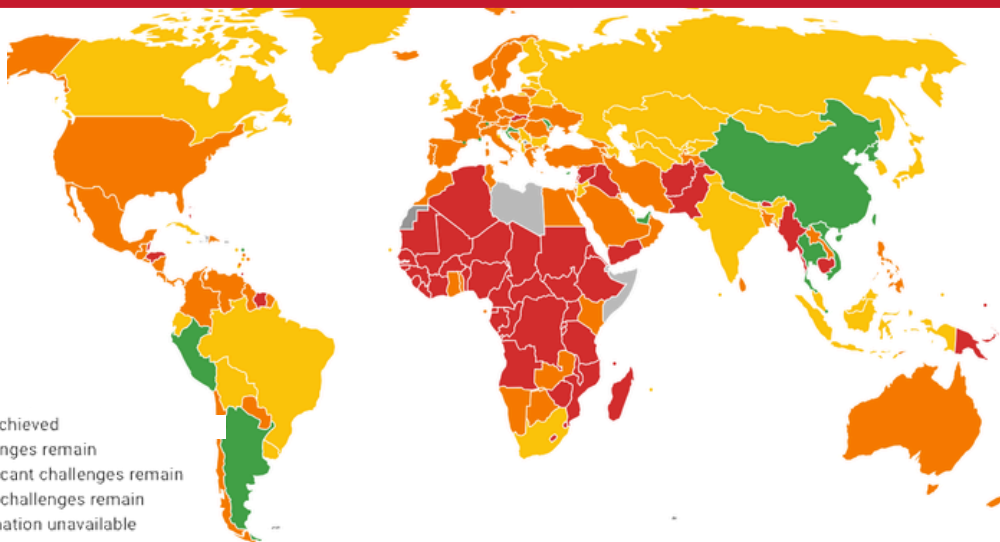 chieved
nges remain
cant challenges remain
challenges remain
nation unavailable